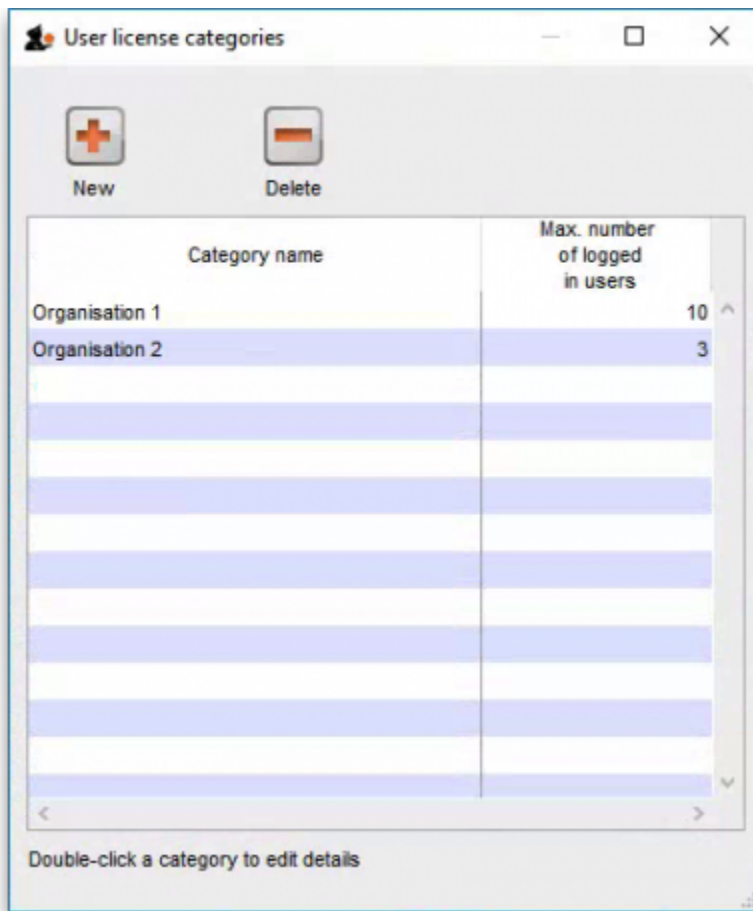 User license categories
New
Delete
Category name
Max. number
of logged
in users
Organisation 1
10
Organisation 2
3
Double-click a category to edit details